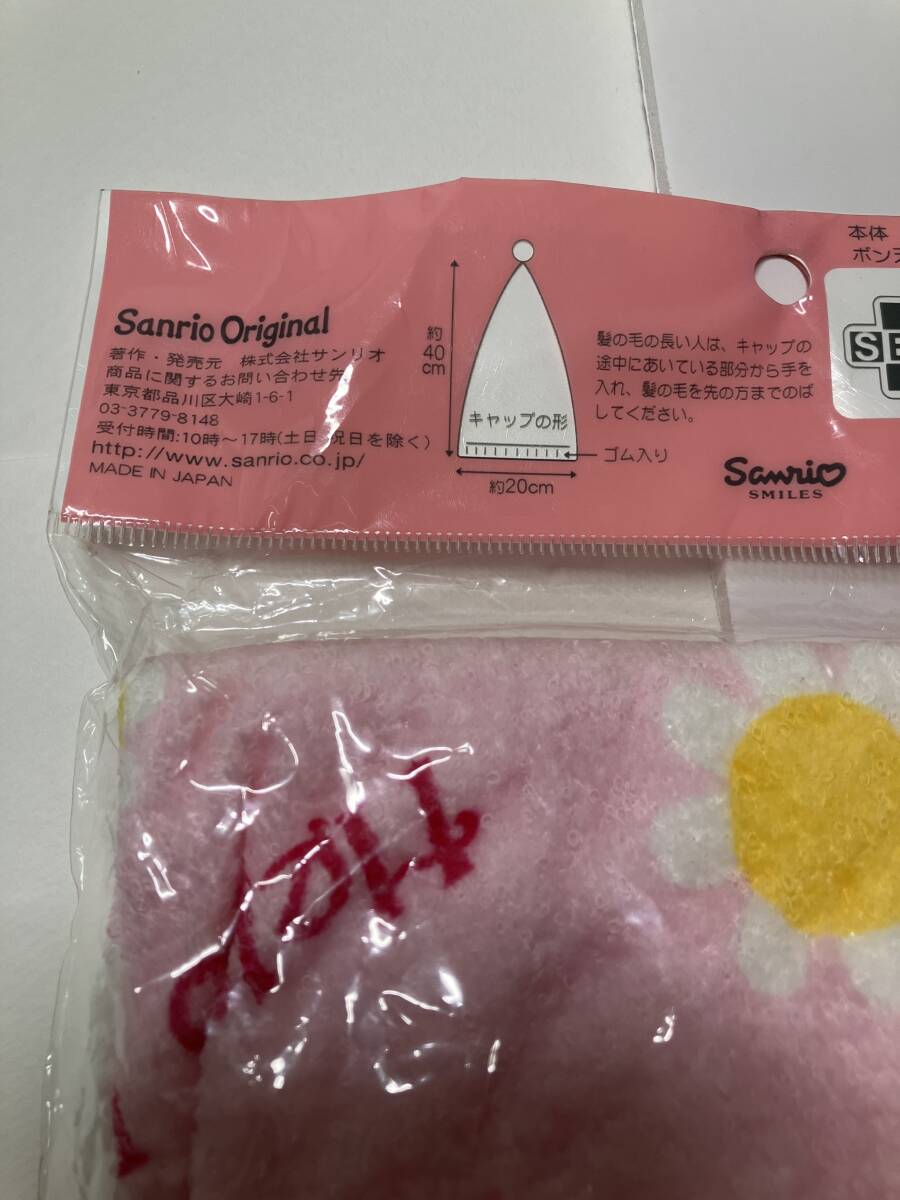 Sanrio Original
著作・発売元 株式会社サンリオ
商品に関するお問い合わせ先
東京都品川区大崎1-6-1
03-3779-8148
受付時間:10時～17時(土日・祝日を除く)
http://www.sanrio.co.jp/
MADE IN JAPAN
約
40
cm
キャップの形
ゴム入り
約20cm
髪の毛の長い人は、キャップの
途中にあいている部分から手を
入れ、髪の毛を先の方までのば
してください。
Sanrio
SMILES
本体